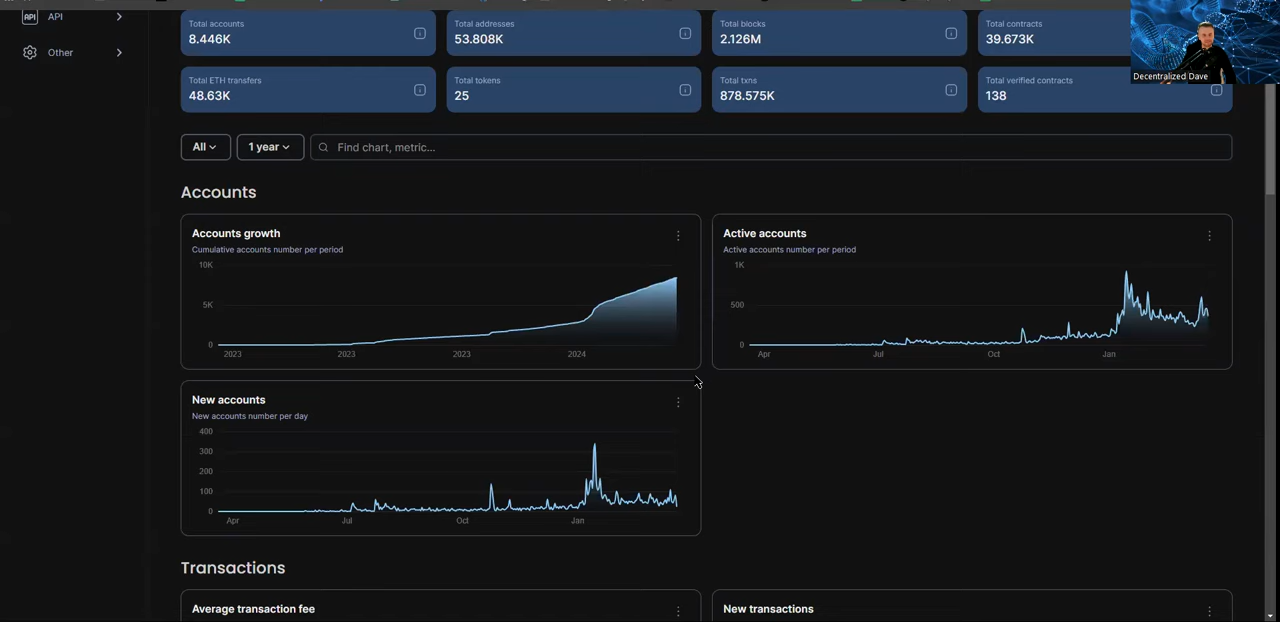 API API
Other
Total accounts
8.446K
Total addresses
53.808K
Total blocks
2.126M
Total contracts
39.673K
Decentralized Dave
Total ETH transfers
48.63K
Total tokens
25
Total txns
878.575K
Total verified contracts
138
All
1 year
Find chart, metric...
Accounts
Accounts growth
Cumulative accounts number per period
10K
5K
0
2023 2023 2023 2024
Active accounts
Active accounts number per period
1K
500
0
Apr Jul Oct Jan
New accounts
New accounts number per day
400
300
200
100
0
Apr Jul Oct Jan
Transactions
Average transaction fee
New transactions